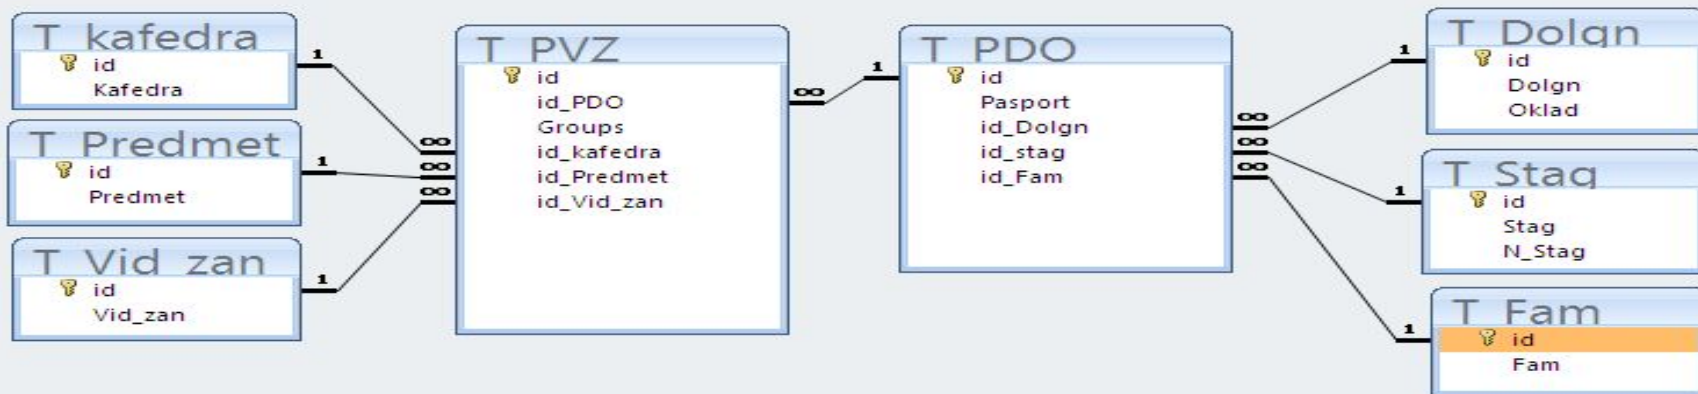 T_kafedra
id
Kafedra
T_Predmet
id
Predmet
T_Vid_zan
id
Vid_zan
T_PVZ
id
id_PDO
Groups
id_kafedra
id_Predmet
id_Vid_zan
T_PDO
id
Pasport
id_Dolgn
id_stag
id_Fam
T_Dolgn
id
Dolgn
Oklad
T_Stag
id
Stag
N_Stag
T_Fam
id
Fam
1
∞
1
∞
1
∞
∞
1
∞
1
∞
1
∞
1